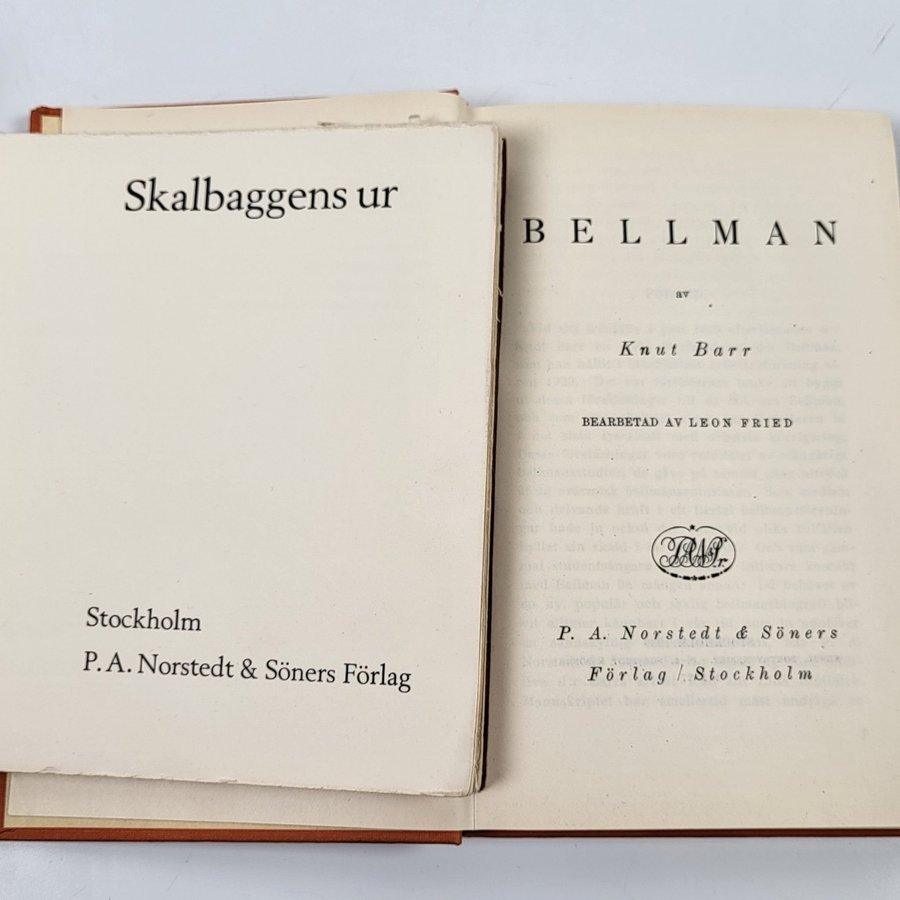 Skalbaggens ur
Stockholm
P. A. Norstedt & Söners Förlag
BELLMAN
av
Knut Barr
BEARBETAD AV LEON FRIED
P. A. Norstedt & Söners
Förlag / Stockholm